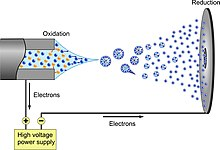 Reduction
Oxidation
Electrons
+ −
High voltage
power supply
Electrons